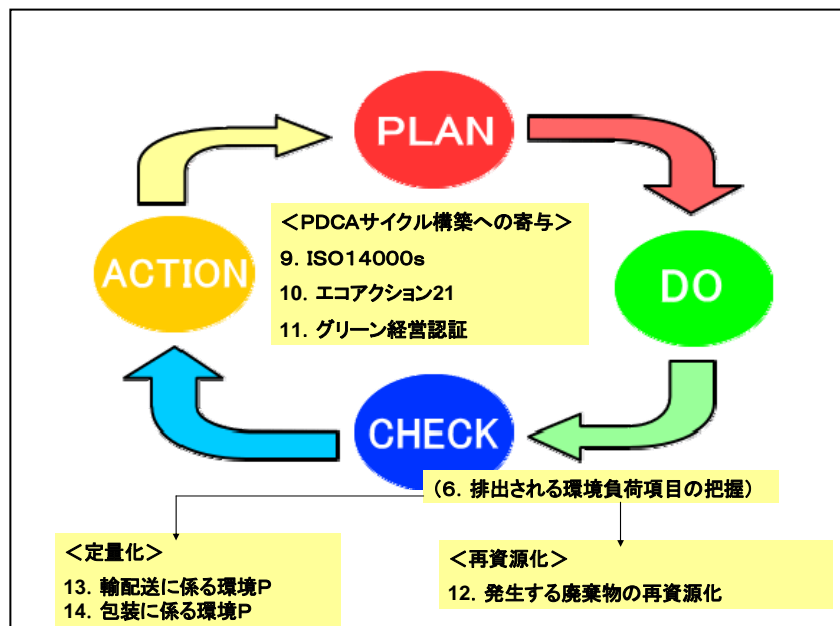 PLAN
<PDCAサイクル構築への寄与>
9. ISO14000s
10. エコアクション21
11. グリーン経営認証
ACTION
DO
CHECK
(6. 排出される環境負荷項目の把握)
<定量化>
13. 輸配送に係る環境P
14. 包装に係る環境P
<再資源化>
12. 発生する廃棄物の再資源化